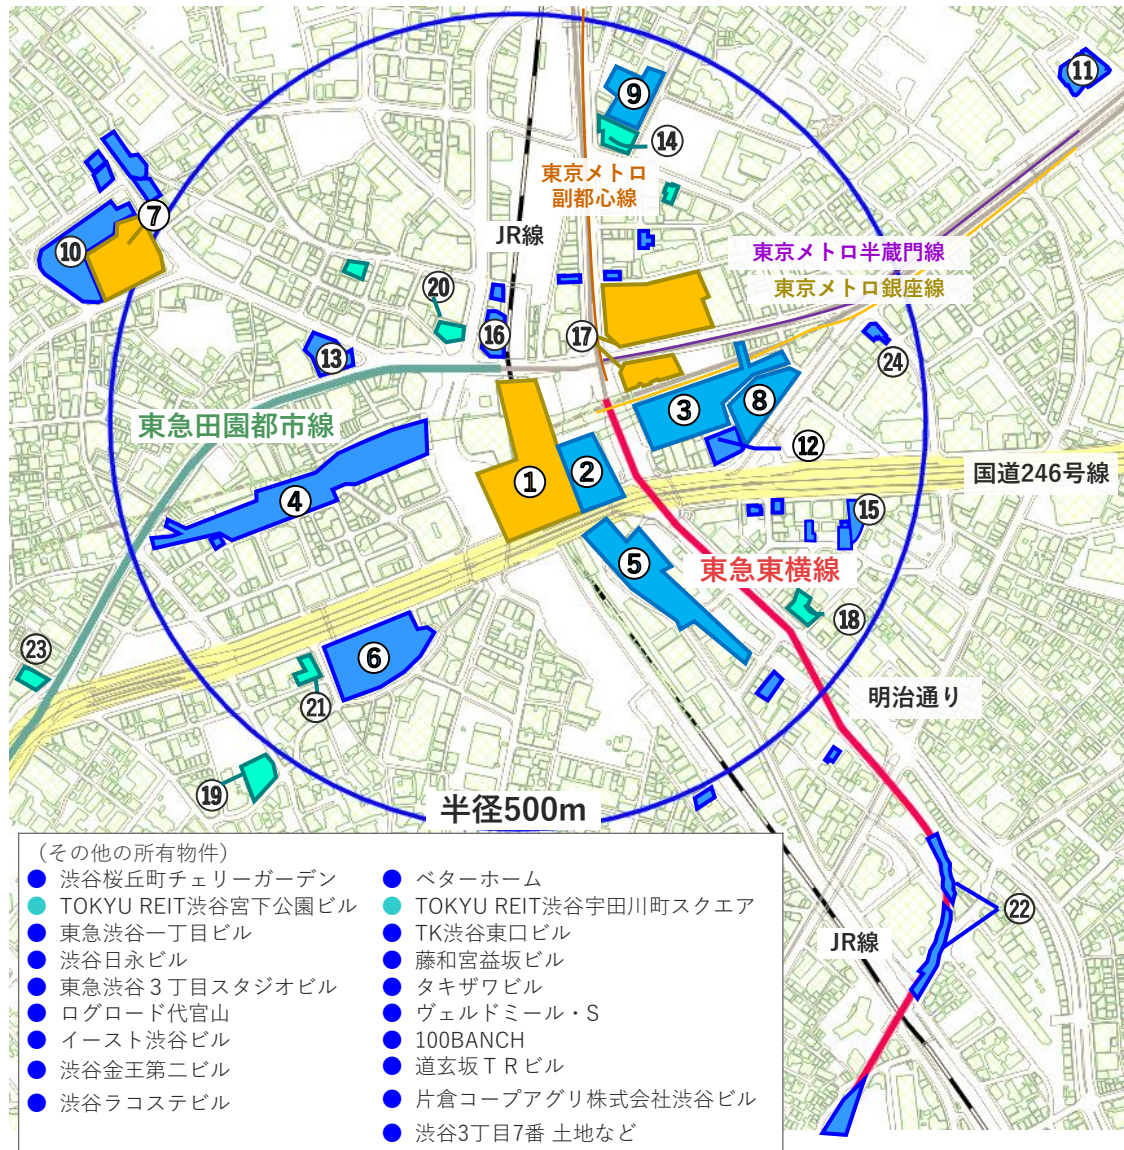 ⑪
⑨
⑭
東京メトロ
副都心線
JR線
⑦
⑩
東京メトロ半蔵門線
東京メトロ銀座線
⑳
⑯
⑰
⑬
㉔
③
⑧
⑫
東急田園都市線
①
②
④
国道246号線
⑮
⑤
東急東横線
⑱
㉓
⑥
㉑
明治通り
⑲
半径500m
㉒
JR線
(その他の所有物件)
● 渋谷桜丘町チェリーガーデン
● TOKYU REIT渋谷宮下公園ビル
● 東急渋谷一丁目ビル
● 渋谷日永ビル
● 東急渋谷３丁目スタジオビル
● ログロード代官山
● イースト渋谷ビル
● 渋谷金王第二ビル
● 渋谷ラコステビル
● ベターホーム
● TOKYU REIT渋谷宇田川町スクエア
● TK渋谷東口ビル
● 藤和宮益坂ビル
● タキザワビル
● ヴェルドミール・S
● 100BANCH
● 道玄坂ＴＲビル
● 片倉コープアグリ株式会社渋谷ビル
● 渋谷3丁目7番 土地など